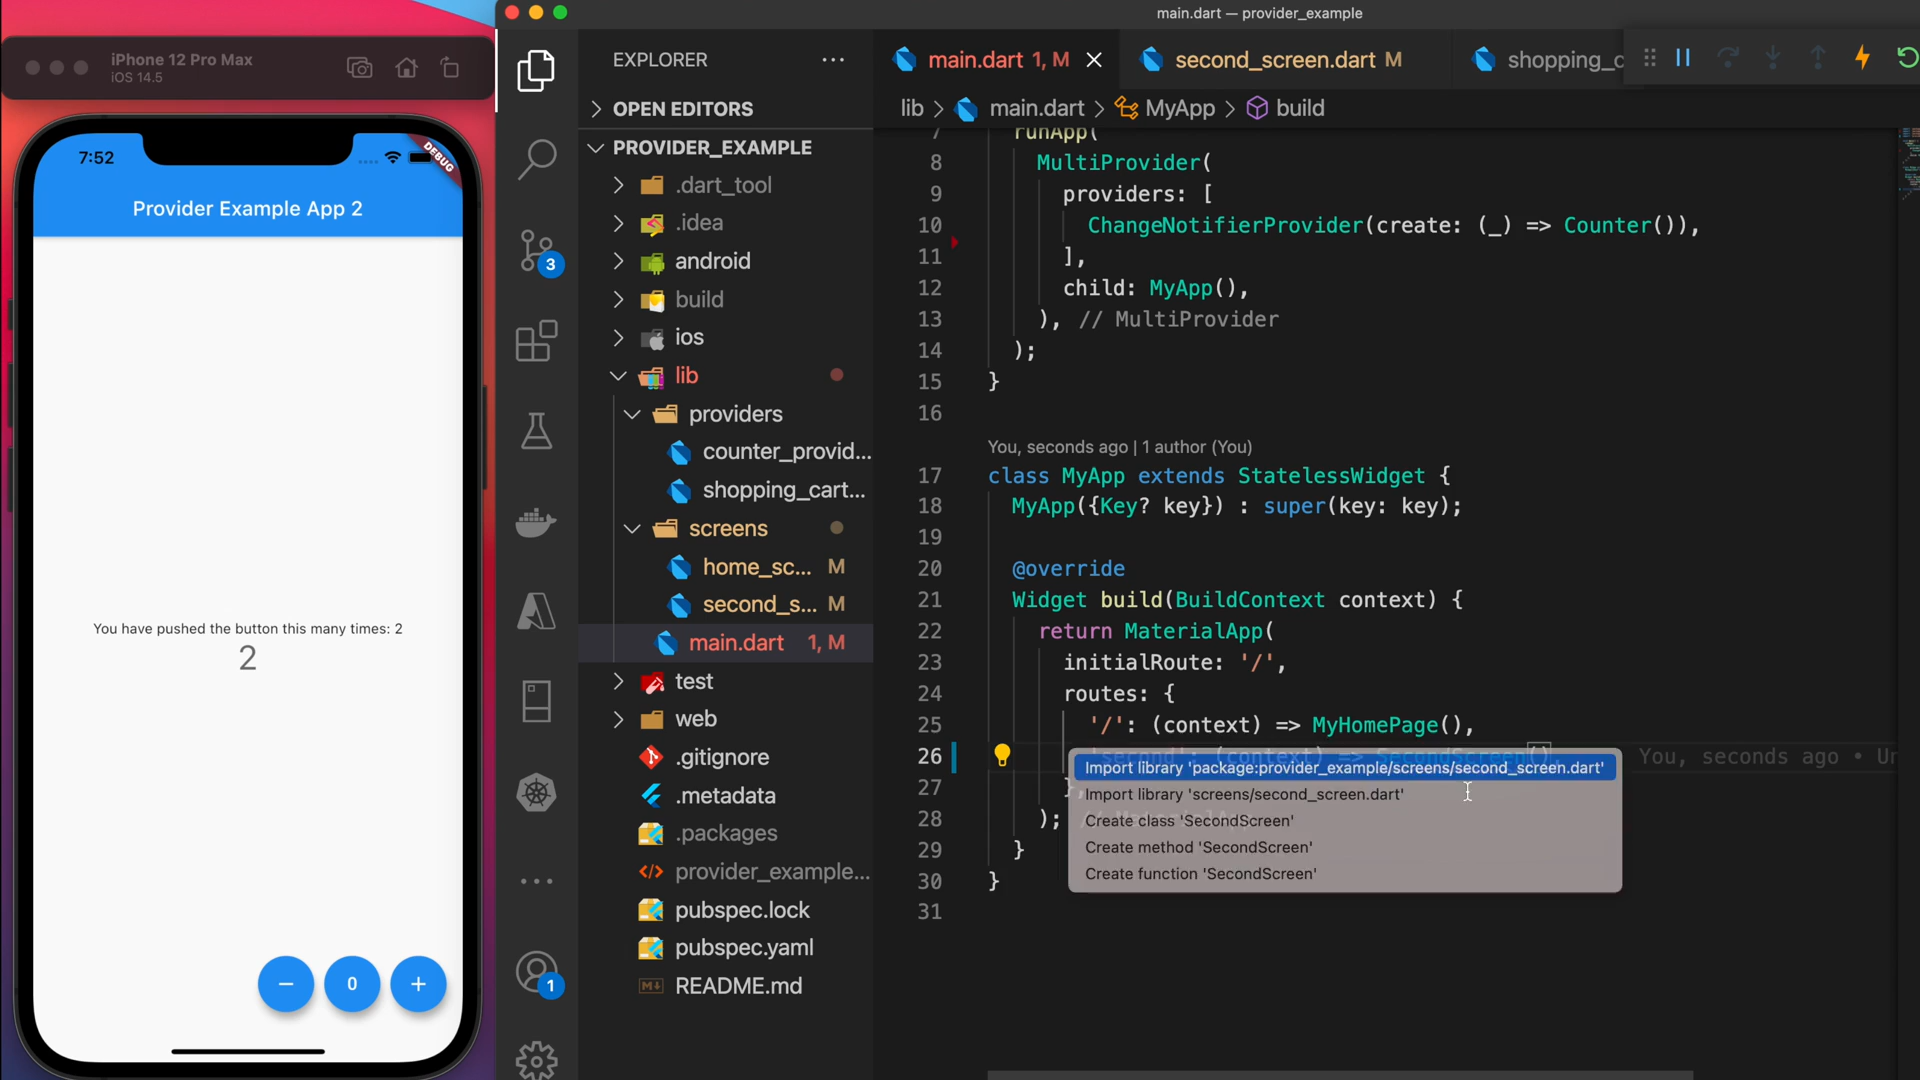 main.dart — provider_example
iPhone 12 Pro Max
iOS 14.5
7:52
DEBUG
Provider Example App 2
You have pushed the button this many times: 2
2
−
0
+
3
1
EXPLORER
OPEN EDITORS
PROVIDER_EXAMPLE
.dart_tool
.idea
android
build
ios
lib
providers
counter_provid...
shopping_cart...
screens
home_sc... M
second_s... M
main.dart 1, M
test
web
.gitignore
.metadata
.packages
provider_example...
pubspec.lock
pubspec.yaml
README.md
main.dart 1, M
second_screen.dart M
shopping_c
lib > main.dart > MyApp > build
7 runApp(
8 MultiProvider(
9 providers: [
10 ChangeNotifierProvider(create: (_) => Counter()),
11 ],
12 child: MyApp(),
13 ), // MultiProvider
14 );
15 }
16
You, seconds ago | 1 author (You)
17 class MyApp extends StatelessWidget {
18 MyApp({Key? key}) : super(key: key);
19
20 @override
21 Widget build(BuildContext context) {
22 return MaterialApp(
23 initialRoute: '/',
24 routes: {
25 '/': (context) => MyHomePage(),
26 'second': (context) => SecondScreen(), You, seconds ago • Un
27 },
28 ); //
29 }
30 }
31
Import library 'package:provider_example/screens/second_screen.dart'
Import library 'screens/second_screen.dart'
Create class 'SecondScreen'
Create method 'SecondScreen'
Create function 'SecondScreen'